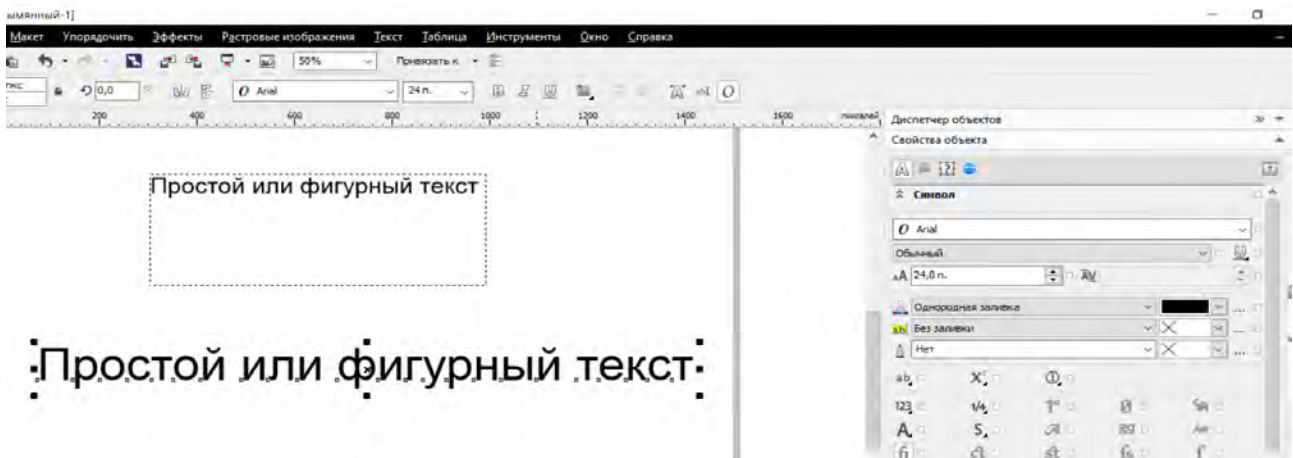 ымянный-1]
Макет Упорядочить Эффекты Растровые изображения Текст Таблица Инструменты Окно Справка
50% Привязать к
0,0 O Arial 24 п.
200 400 600 800 1000 1200 1400 1600 пикселей
Диспетчер объектов
Свойства объекта
Символ
O Arial
Обычный
24,0 п.
Однородная заливка
Без заливки
Нет
Простой или фигурный текст
Простой или фигурный текст